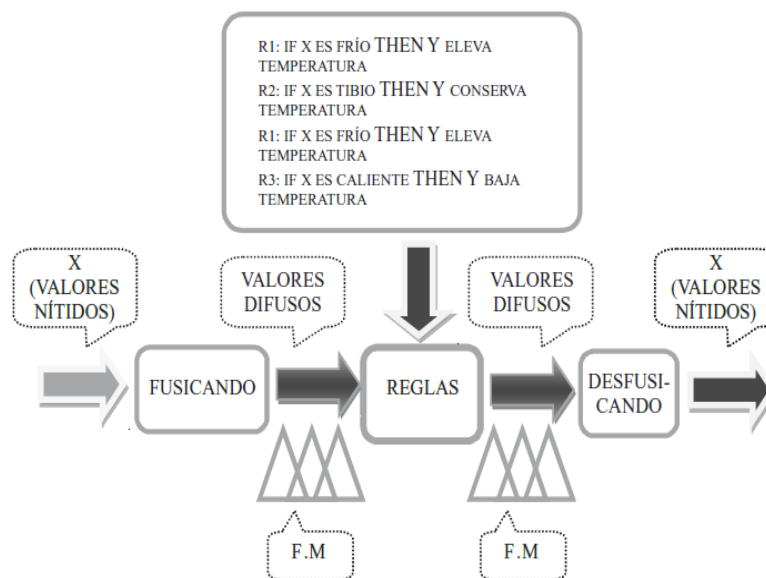 R1: IF X ES FRÍO THEN Y ELEVA
TEMPERATURA
R2: IF X ES TIBIO THEN Y CONSERVA
TEMPERATURA
R1: IF X ES FRÍO THEN Y ELEVA
TEMPERATURA
R3: IF X ES CALIENTE THEN Y BAJA
TEMPERATURA
X
(VALORES
NÍTIDOS)
VALORES
DIFUSOS
VALORES
DIFUSOS
X
(VALORES
NÍTIDOS)
FUSICANDO
REGLAS
DESFUSI-
CANDO
F.M
F.M